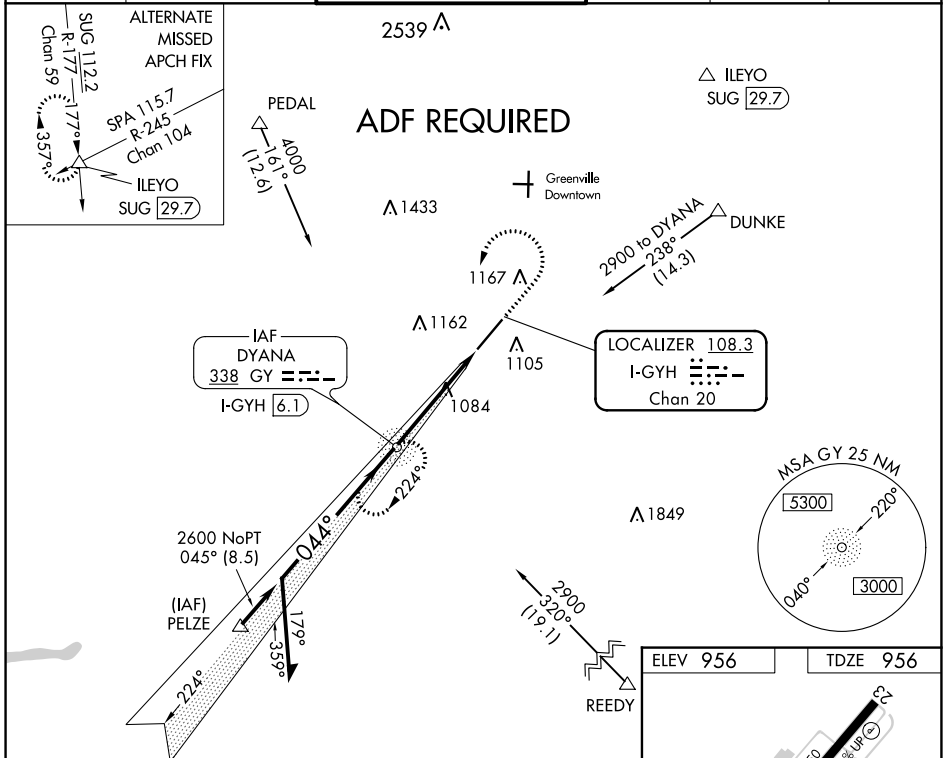 ALTERNATE
MISSED
APCH FIX
SUG 112.2
R-177
Chan 59
177°
357°
SPA 115.7
R-245
Chan 104
ILEYO
SUG 29.7
2539
ILEYO
SUG 29.7
PEDAL
4000
161°
(12.6)
ADF REQUIRED
Greenville
Downtown
1433
2900 to DYANA
238°
(14.3)
DUNKE
1167
1162
1105
IAF
DYANA
338 GY
I-GYH 6.1
LOCALIZER 108.3
I-GYH
Chan 20
1084
224°
044°
1849
MSA GY 25 NM
5300
220°
040°
3000
2600 NoPT
045° (8.5)
(IAF)
PELZE
179°
359°
224°
2900
320°
(19.1)
REEDY
ELEV 956
TDZE 956
23
UP
A